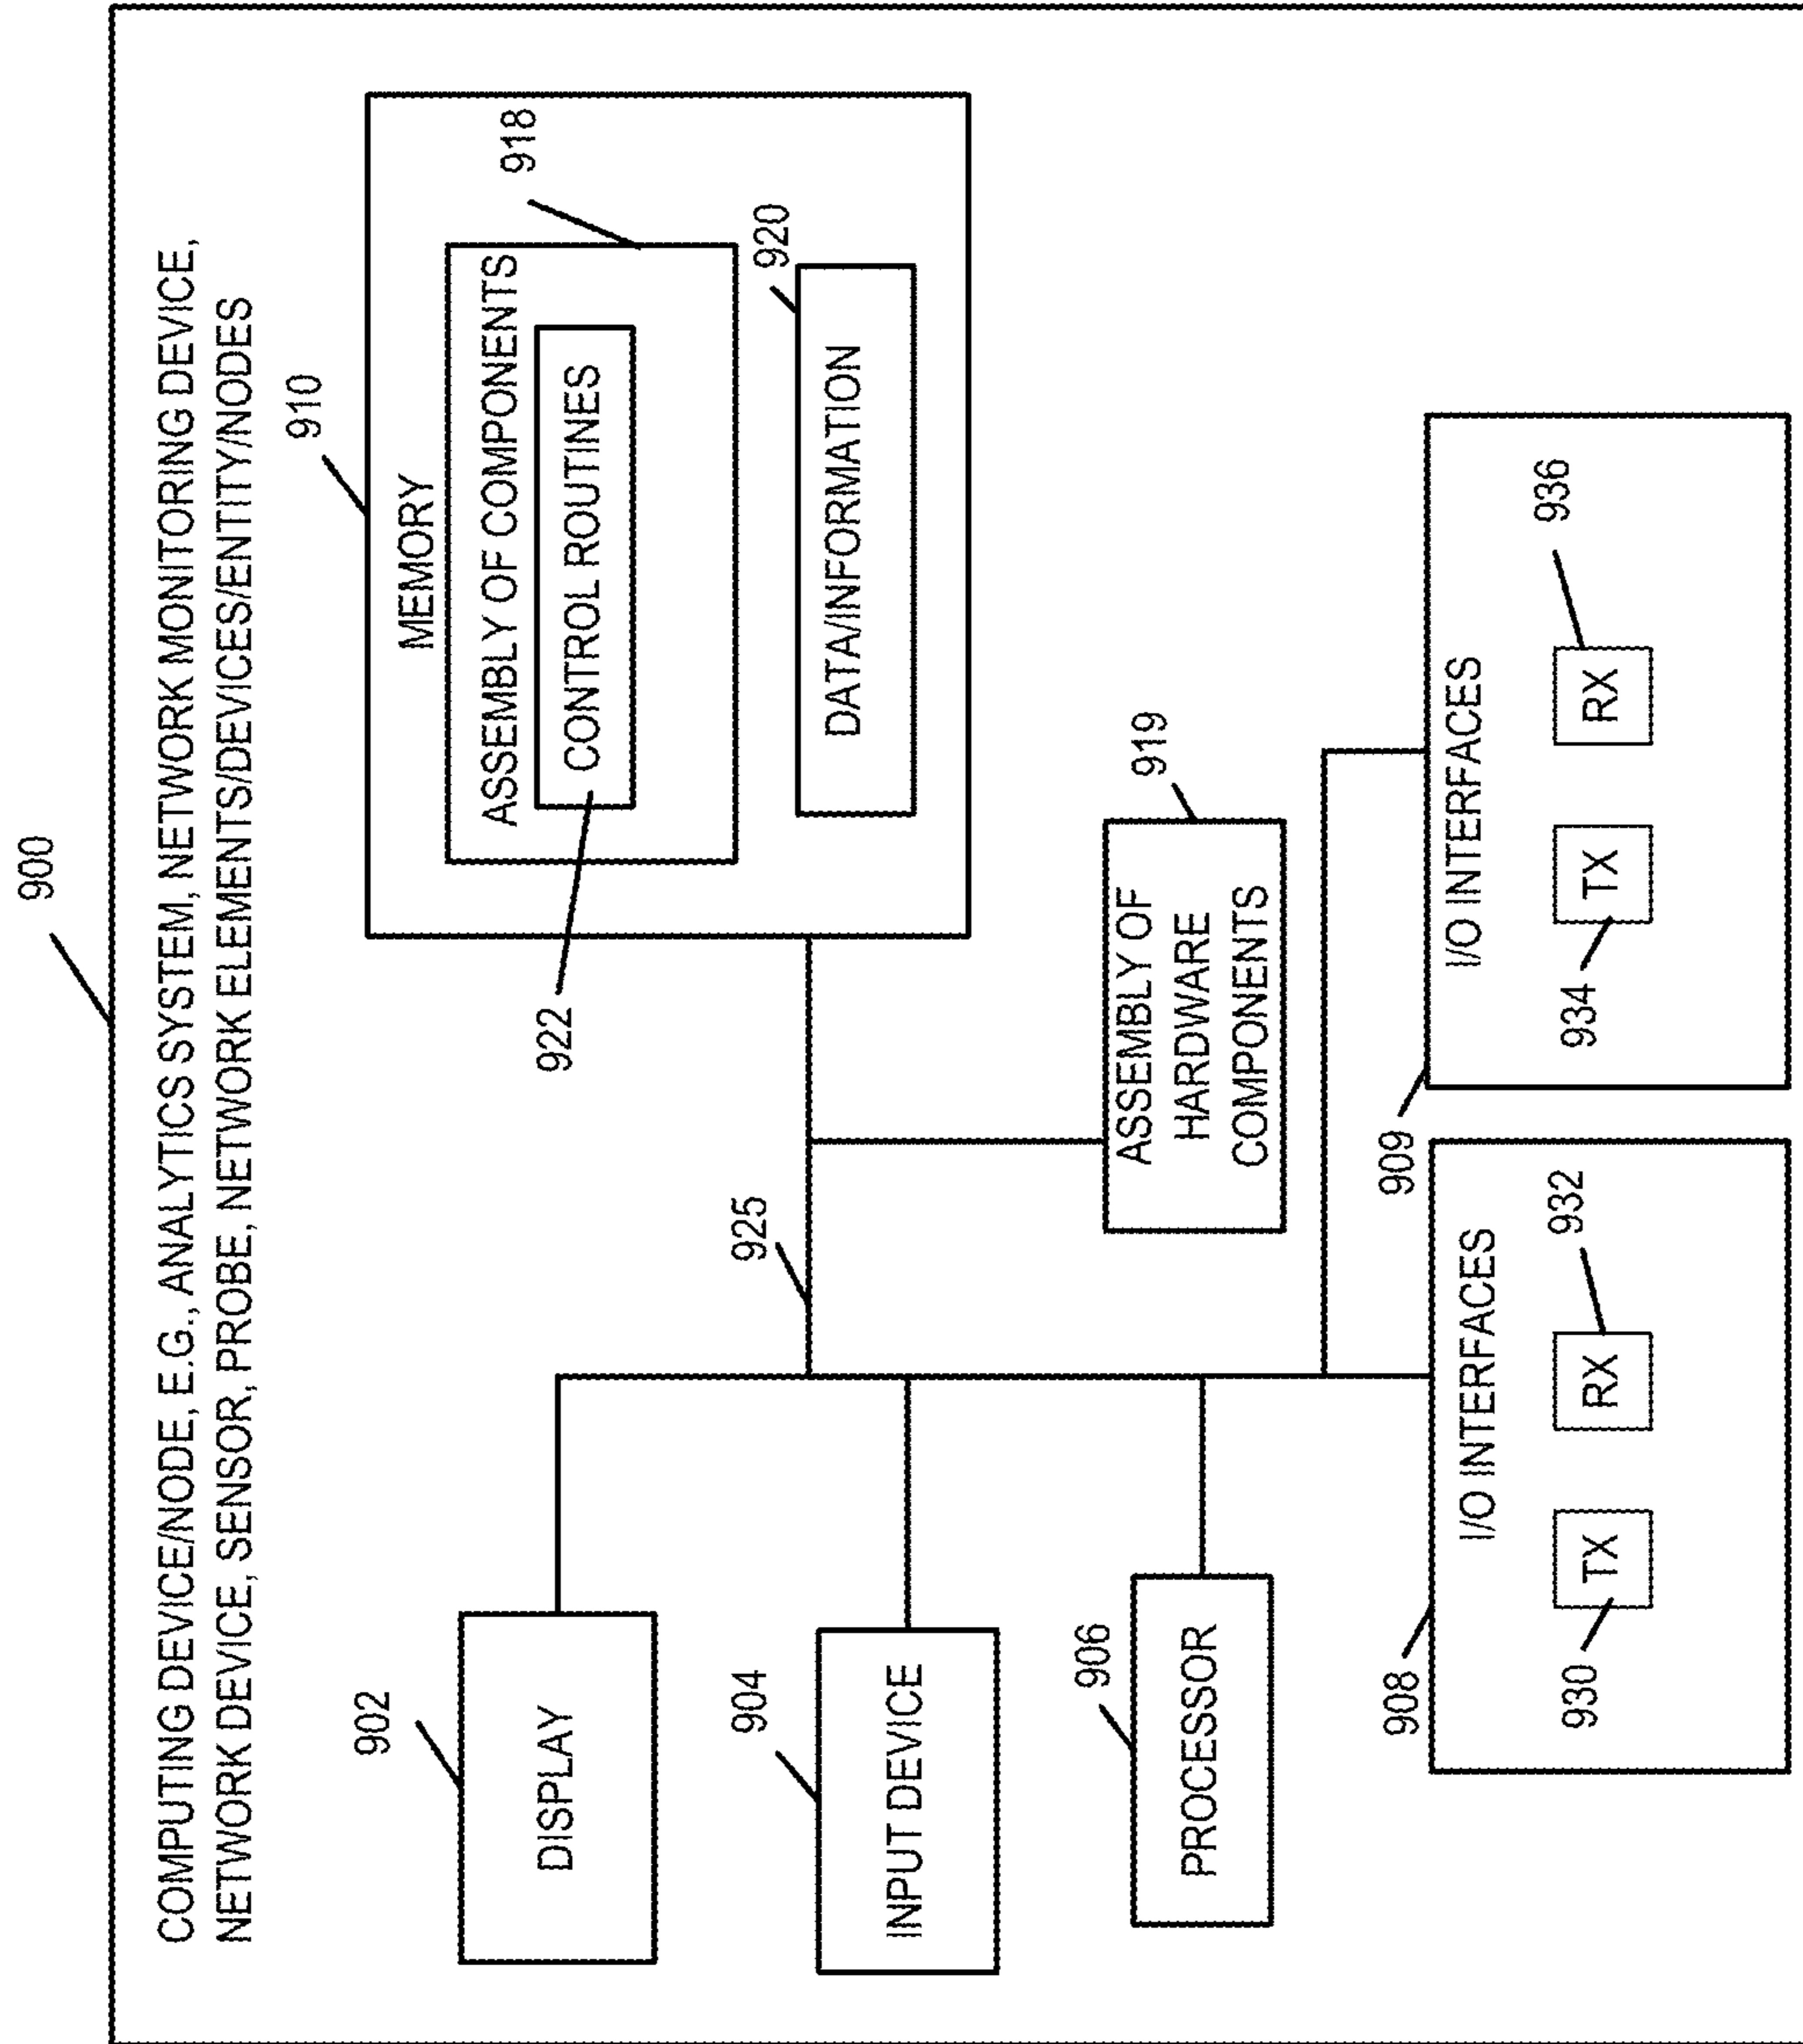 900
COMPUTING DEVICE/NODE, E.G., ANALYTICS SYSTEM, NETWORK MONITORING DEVICE,
NETWORK DEVICE, SENSOR, PROBE, NETWORK ELEMENTS/DEVICES/ENTITY/NODES
902
DISPLAY
904
INPUT DEVICE
906
PROCESSOR
925
910
MEMORY
918
ASSEMBLY OF COMPONENTS
CONTROL ROUTINES
922
920
DATA/INFORMATION
919
ASSEMBLY OF
HARDWARE
COMPONENTS
908
I/O INTERFACES
932
TX
RX
930
909
I/O INTERFACES
936
TX
RX
934